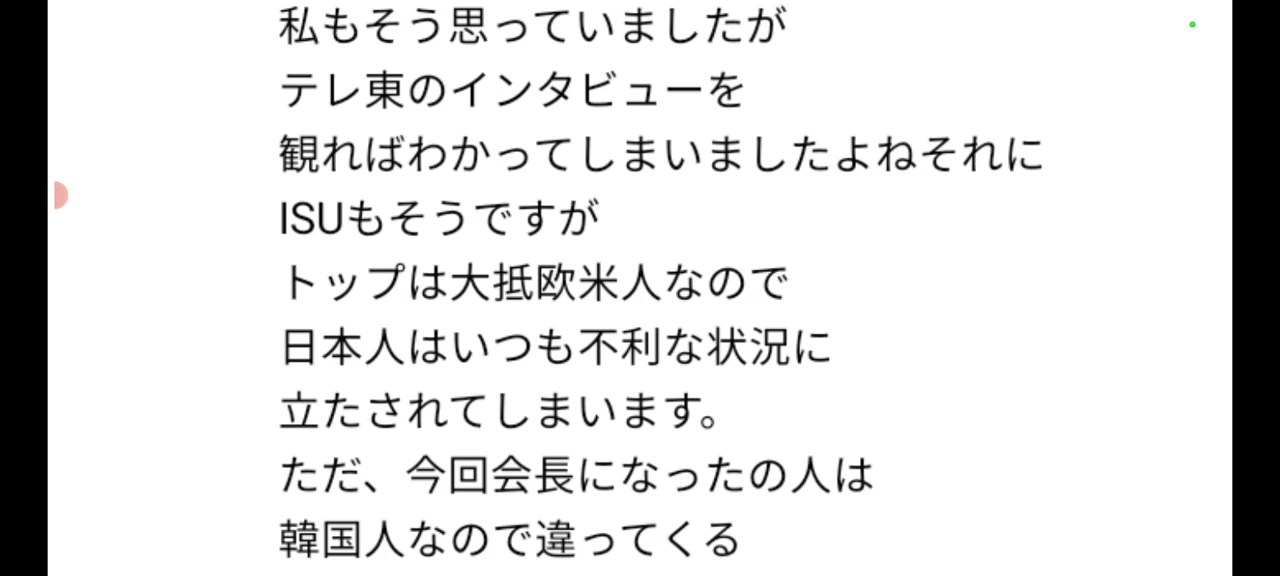 私もそう思っていましたが
テレ東のインタビューを
観ればわかってしまいましたよねそれに
ISUもそうですが
トップは大抵欧米人なので
日本人はいつも不利な状況に
立たされてしまいます。
ただ、今回会長になったの人は
韓国人なので違ってくる